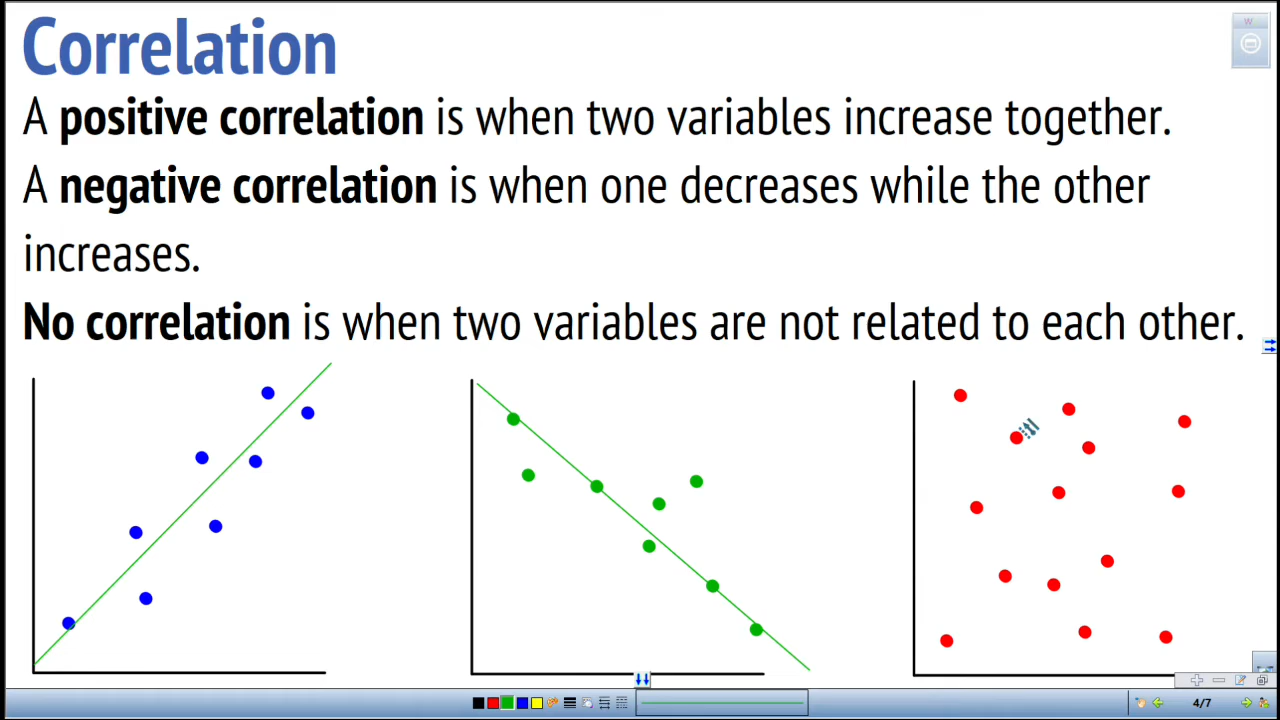 Correlation
A positive correlation is when two variables increase together.
A negative correlation is when one decreases while the other
increases.
No correlation is when two variables are not related to each other.
W
4/7